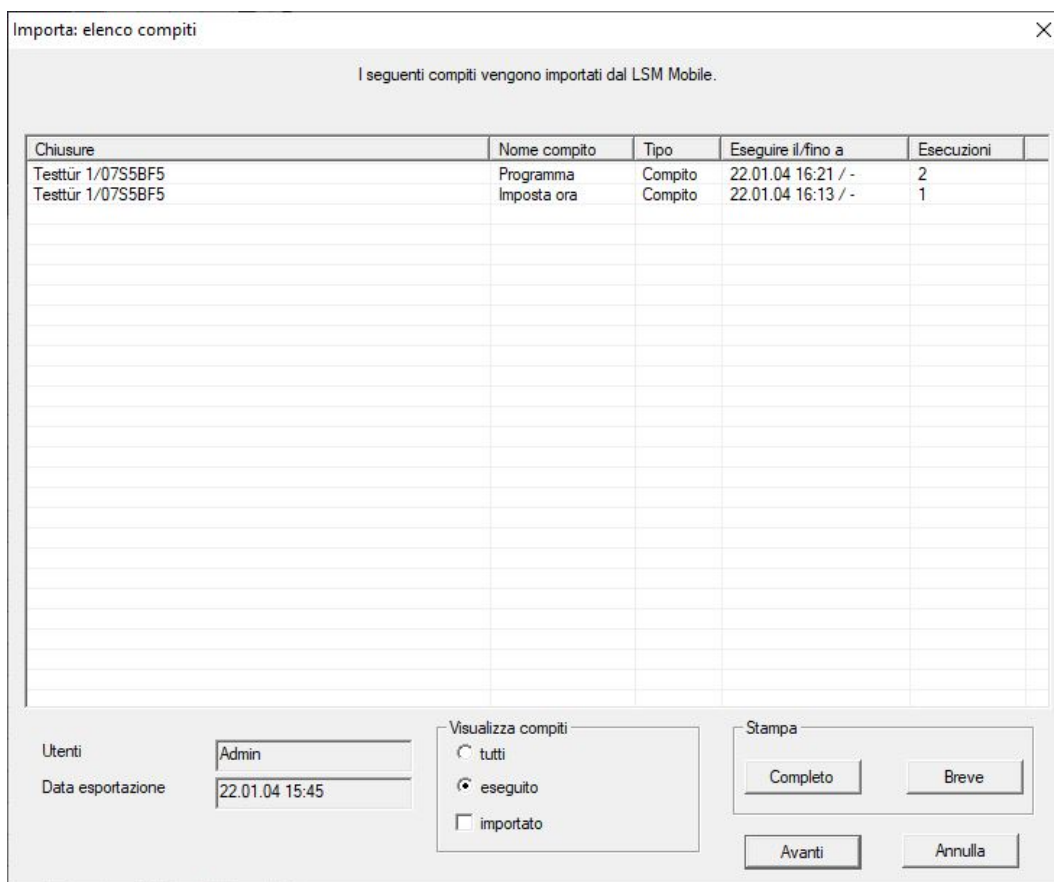 Importa: elenco compiti
I seguenti compiti vengono importati dal LSM Mobile.
Chiusure Nome compito Tipo Eseguire il/fino a Esecuzioni
Testtür 1/07S5BF5 Programma Compito 22.01.04 16:21 / - 2
Testtür 1/07S5BF5 Imposta ora Compito 22.01.04 16:13 / - 1
Utenti Admin
Data esportazione 22.01.04 15:45
Visualizza compiti
tutti
eseguito
importato
Stampa
Completo Breve
Avanti Annulla